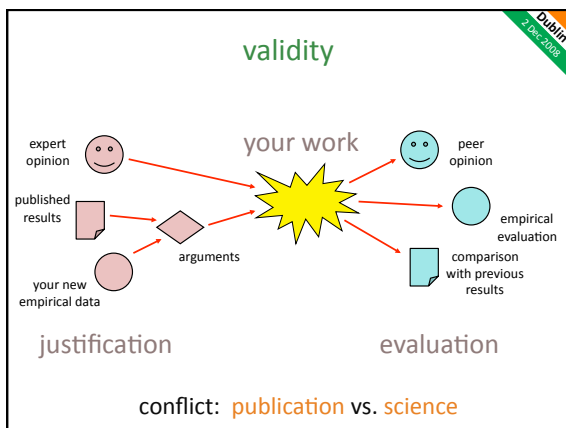 validity
Dublin
2 Dec 2008
expert
opinion
your work
peer
opinion
published
results
arguments
empirical
evaluation
your new
empirical data
comparison
with previous
results
justification
evaluation
conflict: publication vs. science